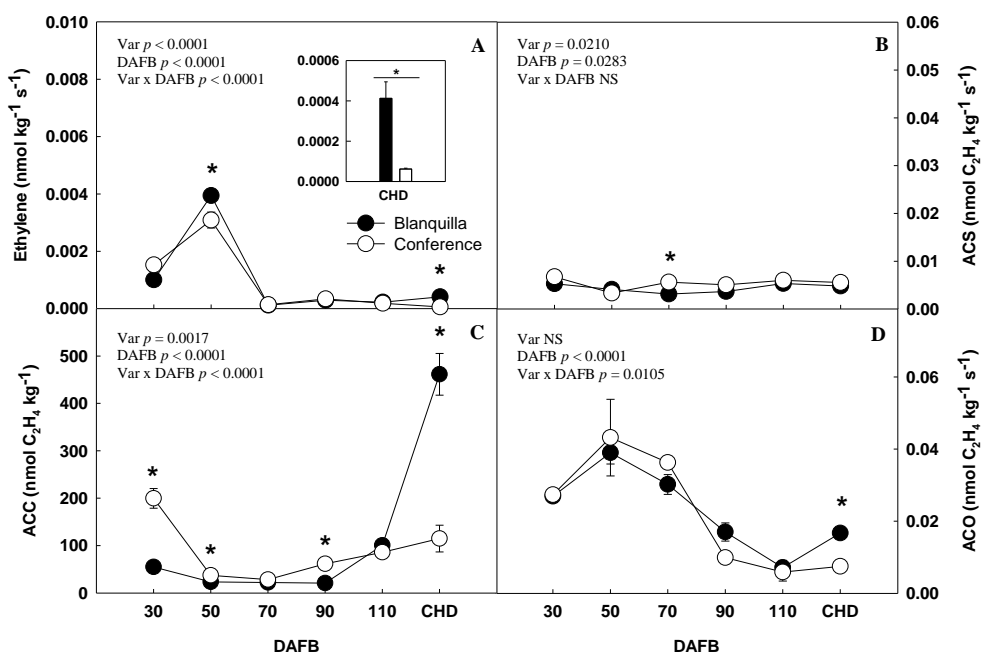 A
Var p < 0.0001
DAFB p < 0.0001
Var x DAFB p < 0.0001
Ethylene (nmol kg⁻¹ s⁻¹)
0.010
0.008
0.006
0.004
0.002
0.000
*
*
0.0006
0.0004
0.0002
0.0000
*
CHD
Blanquilla
Conference
B
Var p = 0.0210
DAFB p = 0.0283
Var x DAFB NS
*
0.06
0.05
0.04
0.03
0.02
0.01
0.00
ACS (nmol C₂H₄ kg⁻¹ s⁻¹)
C
Var p = 0.0017
DAFB p < 0.0001
Var x DAFB p < 0.0001
ACC (nmol C₂H₄ kg⁻¹)
500
400
300
200
100
0
*
*
*
*
30 50 70 90 110 CHD
DAFB
D
Var NS
DAFB p < 0.0001
Var x DAFB p = 0.0105
*
0.06
0.04
0.02
0.00
ACO (nmol C₂H₄ kg⁻¹ s⁻¹)
30 50 70 90 110 CHD
DAFB